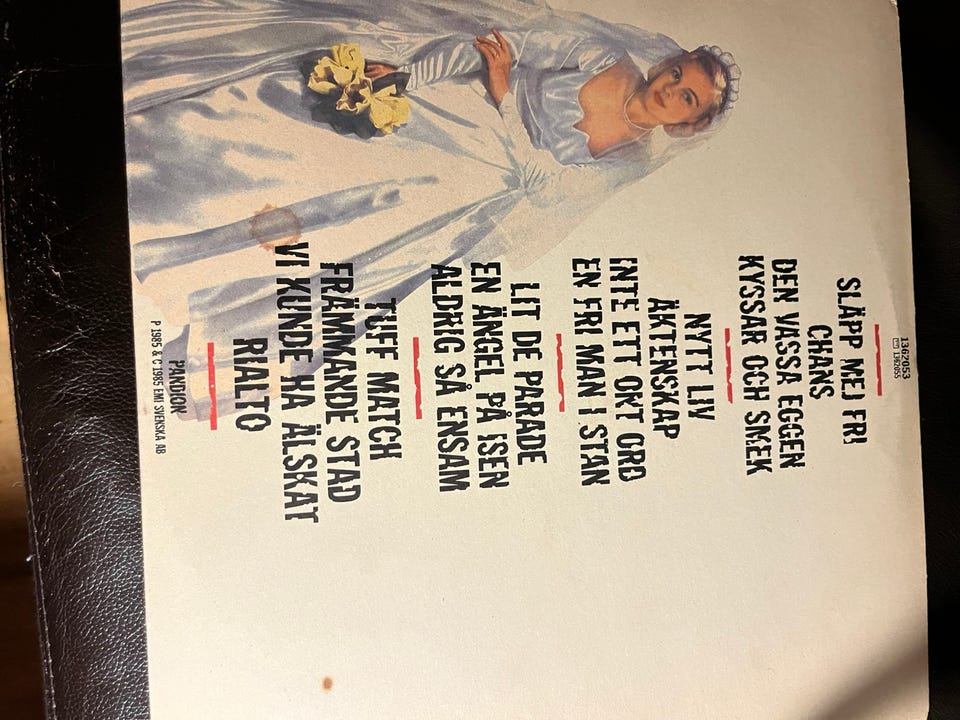 1362053
1362055
SLÄPP MEJ FRI
CHANS
DEN VASSA EGGEN
KYSSAR OCH SMEK
NYTT LIV
ÄKTENSKAP
INTE ETT OKT ORD
EN FRI MAN I STAN
LIT DE PARADE
EN ÄNGEL PÅ ISEN
ALDRIG SÅ ENSAM
TUFF MATCH
FRÄMMANDE STAD
VI KUNDE HA ÄLSKAT
RIALTO
PANDION
P 1985 & C 1985 EMI SVENSKA AB